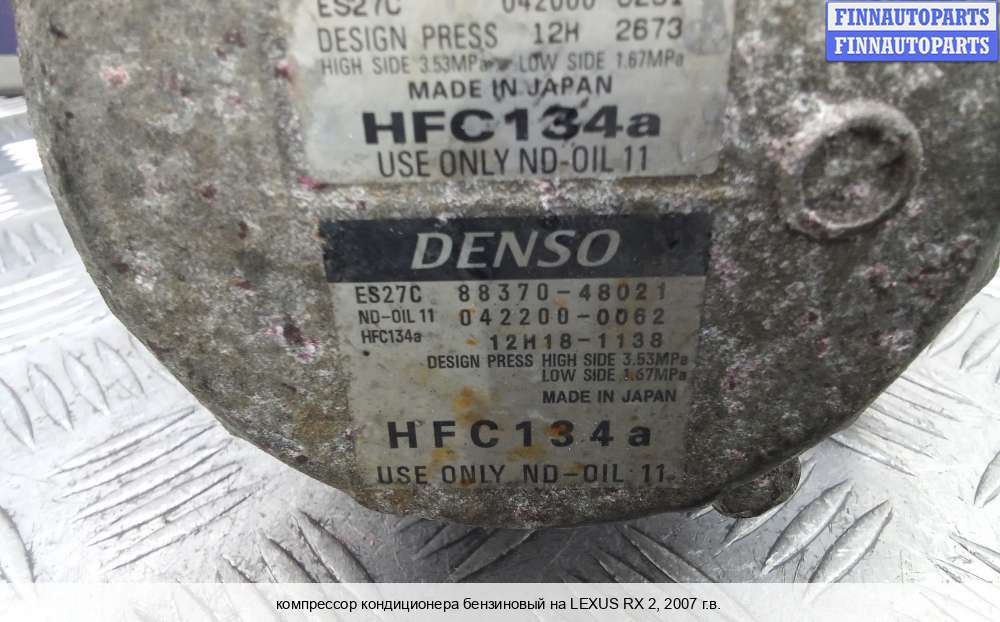 FINNAUTOPARTS
FINNAUTOPARTS
ES27C
DESIGN PRESS 12H 2673
HIGH SIDE 3.53MPa LOW SIDE 1.67MPa
MADE IN JAPAN
HFC134a
USE ONLY ND-OIL 11
DENSO
ES27C 88370-48021
ND-OIL 11 042200-0062
HFC134a 12H18-1138
DESIGN PRESS HIGH SIDE 3.53MPa
LOW SIDE 1.67MPa
MADE IN JAPAN
HFC134a
USE ONLY ND-OIL 11
компрессор кондиционера бензиновый на LEXUS RX 2, 2007 г.в.